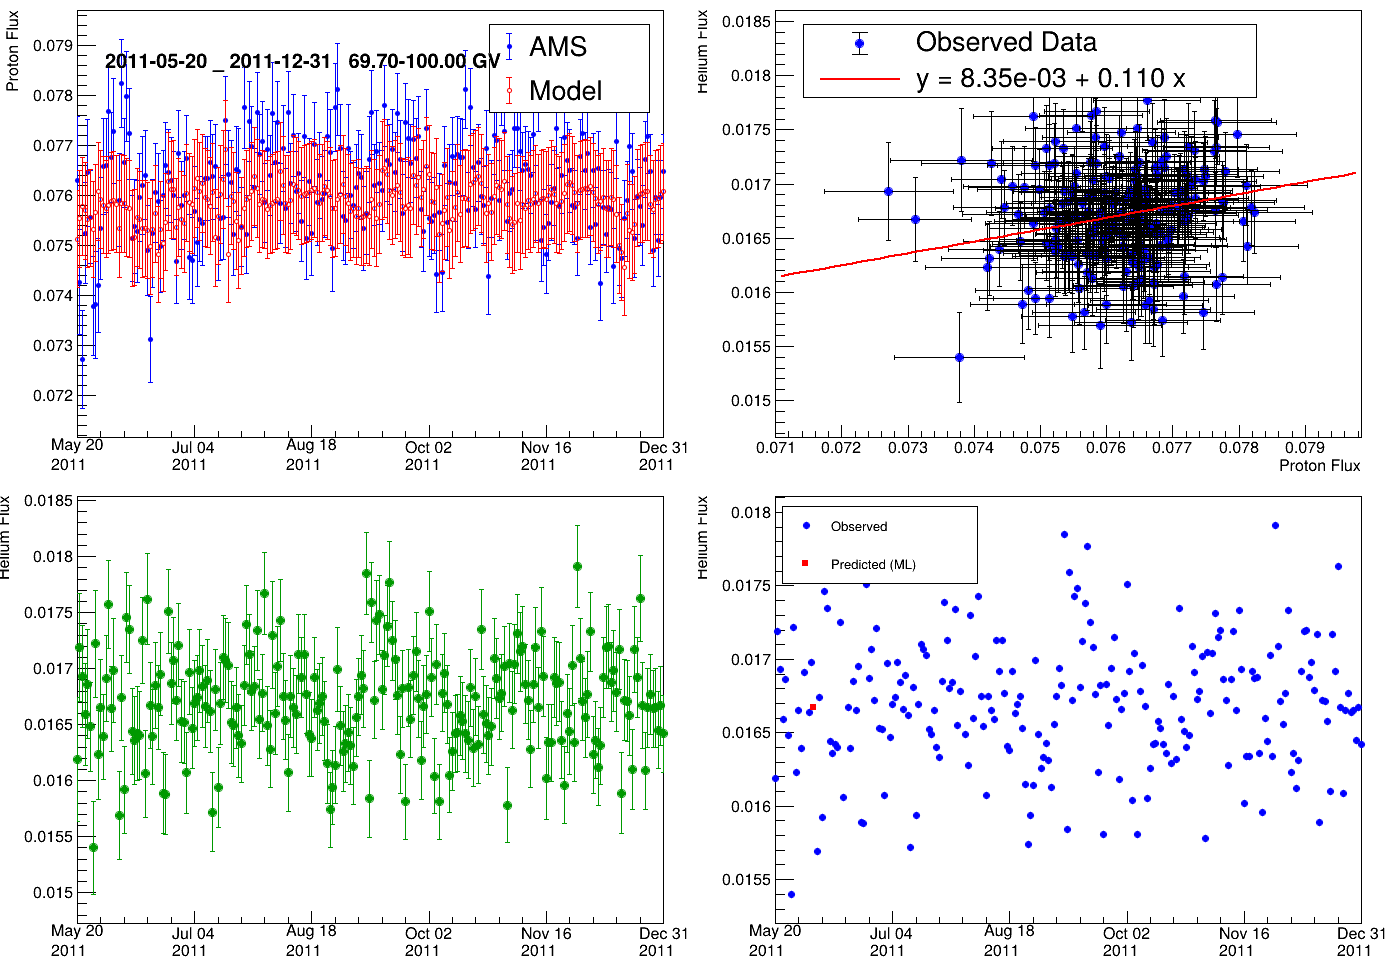 Proton Flux
0.079
0.078
0.077
0.076
0.075
0.074
0.073
0.072
2011-05-20 _ 2011-12-31 69.70-100.00 GV
AMS
Model
May 20 2011
Jul 04 2011
Aug 18 2011
Oct 02 2011
Nov 16 2011
Dec 31 2011
Helium Flux
0.0185
0.018
0.0175
0.017
0.0165
0.016
0.0155
0.015
Observed Data
y = 8.35e-03 + 0.110 x
0.071 0.072 0.073 0.074 0.075 0.076 0.077 0.078 0.079
Proton Flux
Helium Flux
0.0185
0.018
0.0175
0.017
0.0165
0.016
0.0155
0.015
May 20 2011
Jul 04 2011
Aug 18 2011
Oct 02 2011
Nov 16 2011
Dec 31 2011
Helium Flux
0.018
0.0175
0.017
0.0165
0.016
0.0155
Observed
Predicted (ML)
May 20 2011
Jul 04 2011
Aug 18 2011
Oct 02 2011
Nov 16 2011
Dec 31 2011